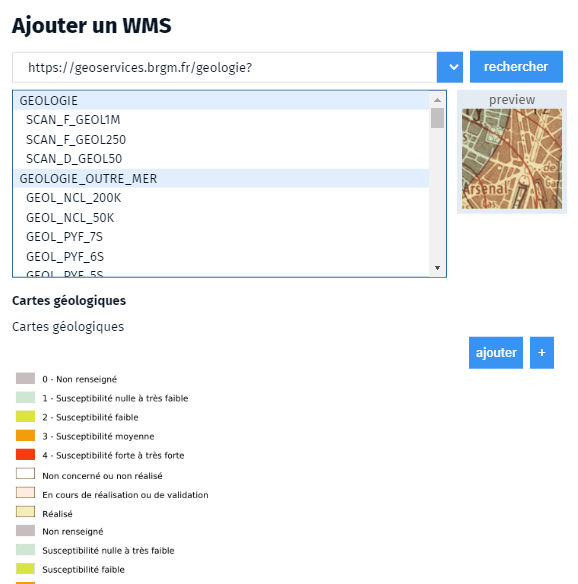 Ajouter un WMS
https://geoservices.brgm.fr/geologie?
rechercher
GEOLOGIE
SCAN_F_GEOL1M
SCAN_F_GEOL250
SCAN_D_GEOL50
GEOLOGIE_OUTRE_MER
GEOL_NCL_200K
GEOL_NCL_50K
GEOL_PYF_7S
GEOL_PYF_6S
GEOL_PYF_5S
preview
Arsenal
Cartes géologiques
Cartes géologiques
ajouter
+
0 - Non renseigné
1 - Susceptibilité nulle à très faible
2 - Susceptibilité faible
3 - Susceptibilité moyenne
4 - Susceptibilité forte à très forte
Non concerné ou non réalisé
En cours de réalisation ou de validation
Réalisé
Non renseigné
Susceptibilité nulle à très faible
Susceptibilité faible